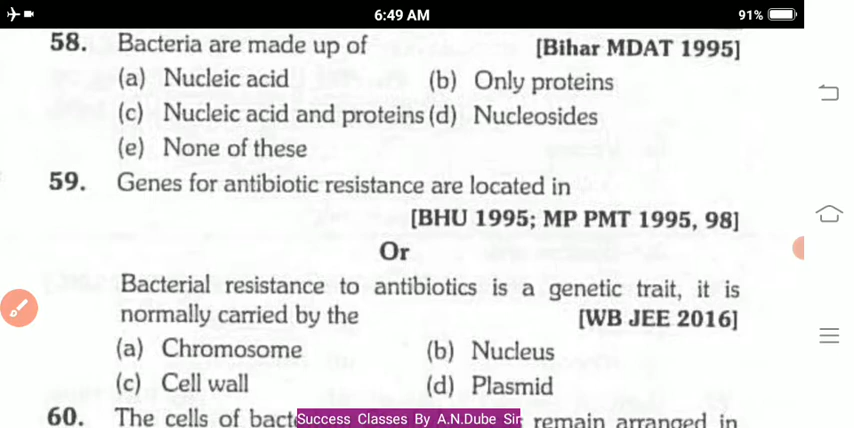 6:49 AM
91%
58. Bacteria are made up of [Bihar MDAT 1995]
(a) Nucleic acid (b) Only proteins
(c) Nucleic acid and proteins (d) Nucleosides
(e) None of these
59. Genes for antibiotic resistance are located in
[BHU 1995; MP PMT 1995, 98]
Or
Bacterial resistance to antibiotics is a genetic trait, it is
normally carried by the [WB JEE 2016]
(a) Chromosome (b) Nucleus
(c) Cell wall (d) Plasmid
60. The cells of remain arranged in
Success Classes By A.N.Dube Sir